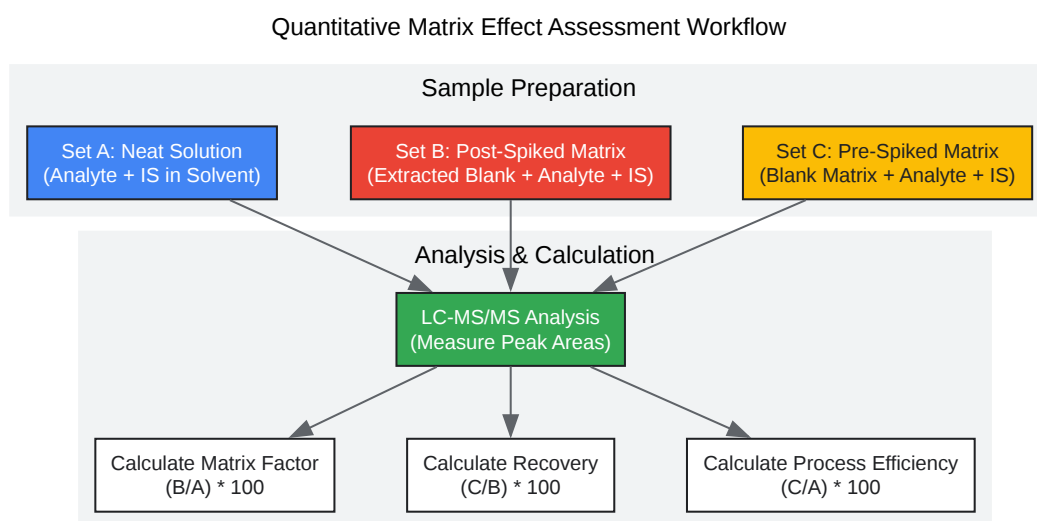 Quantitative Matrix Effect Assessment Workflow
Sample Preparation
Set A: Neat Solution
(Analyte + IS in Solvent)
Set B: Post-Spiked Matrix
(Extracted Blank + Analyte + IS)
Set C: Pre-Spiked Matrix
(Blank Matrix + Analyte + IS)
Analysis & Calculation
LC-MS/MS Analysis
(Measure Peak Areas)
Calculate Matrix Factor
(B/A) * 100
Calculate Recovery
(C/B) * 100
Calculate Process Efficiency
(C/A) * 100